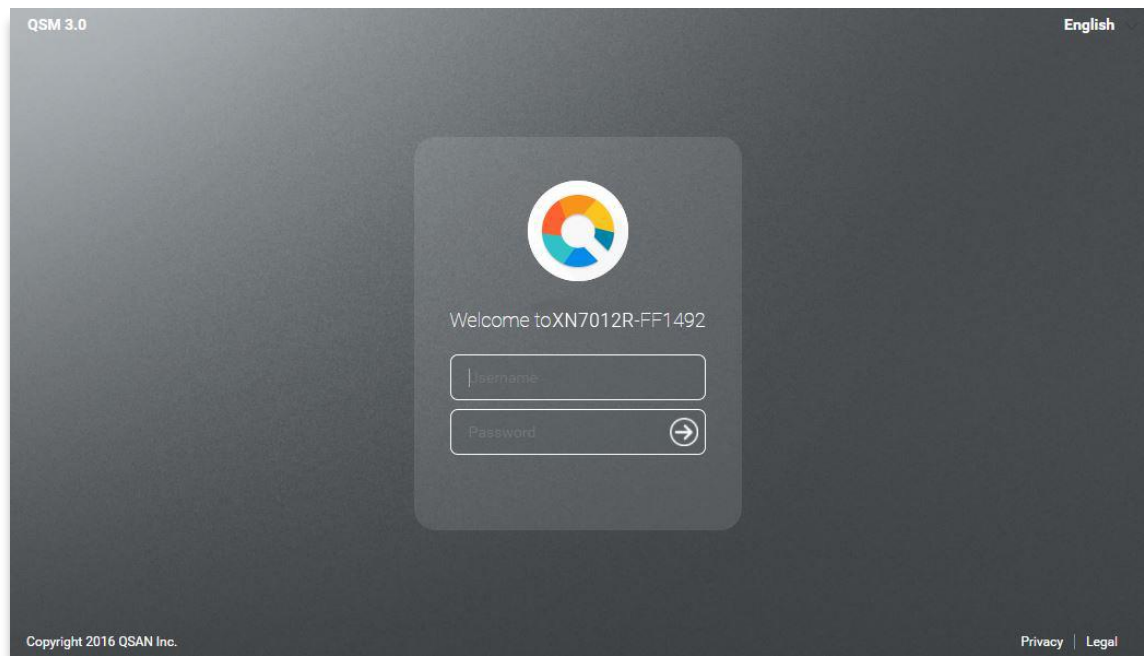 QSM 3.0
English
Welcome toXN7012R-FF1492
Username
Password
Copyright 2016 QSAN Inc.
Privacy | Legal